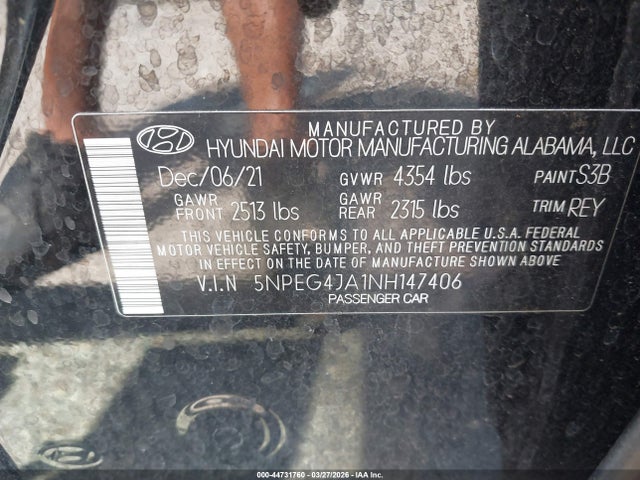 MANUFACTURED BY
HYUNDAI MOTOR MANUFACTURING ALABAMA, LLC
Dec/06/21 GVWR 4354 lbs PAINT S3B
GAWR FRONT 2513 lbs GAWR REAR 2315 lbs TRIM REY
THIS VEHICLE CONFORMS TO ALL APPLICABLE U.S.A. FEDERAL
MOTOR VEHICLE SAFETY, BUMPER, AND THEFT PREVENTION STANDARDS
IN EFFECT ON THE DATE OF MANUFACTURE SHOWN ABOVE
V.I.N 5NPEG4JA1NH147406
PASSENGER CAR
000-44731760 - 03/27/2026 - IAA Inc.